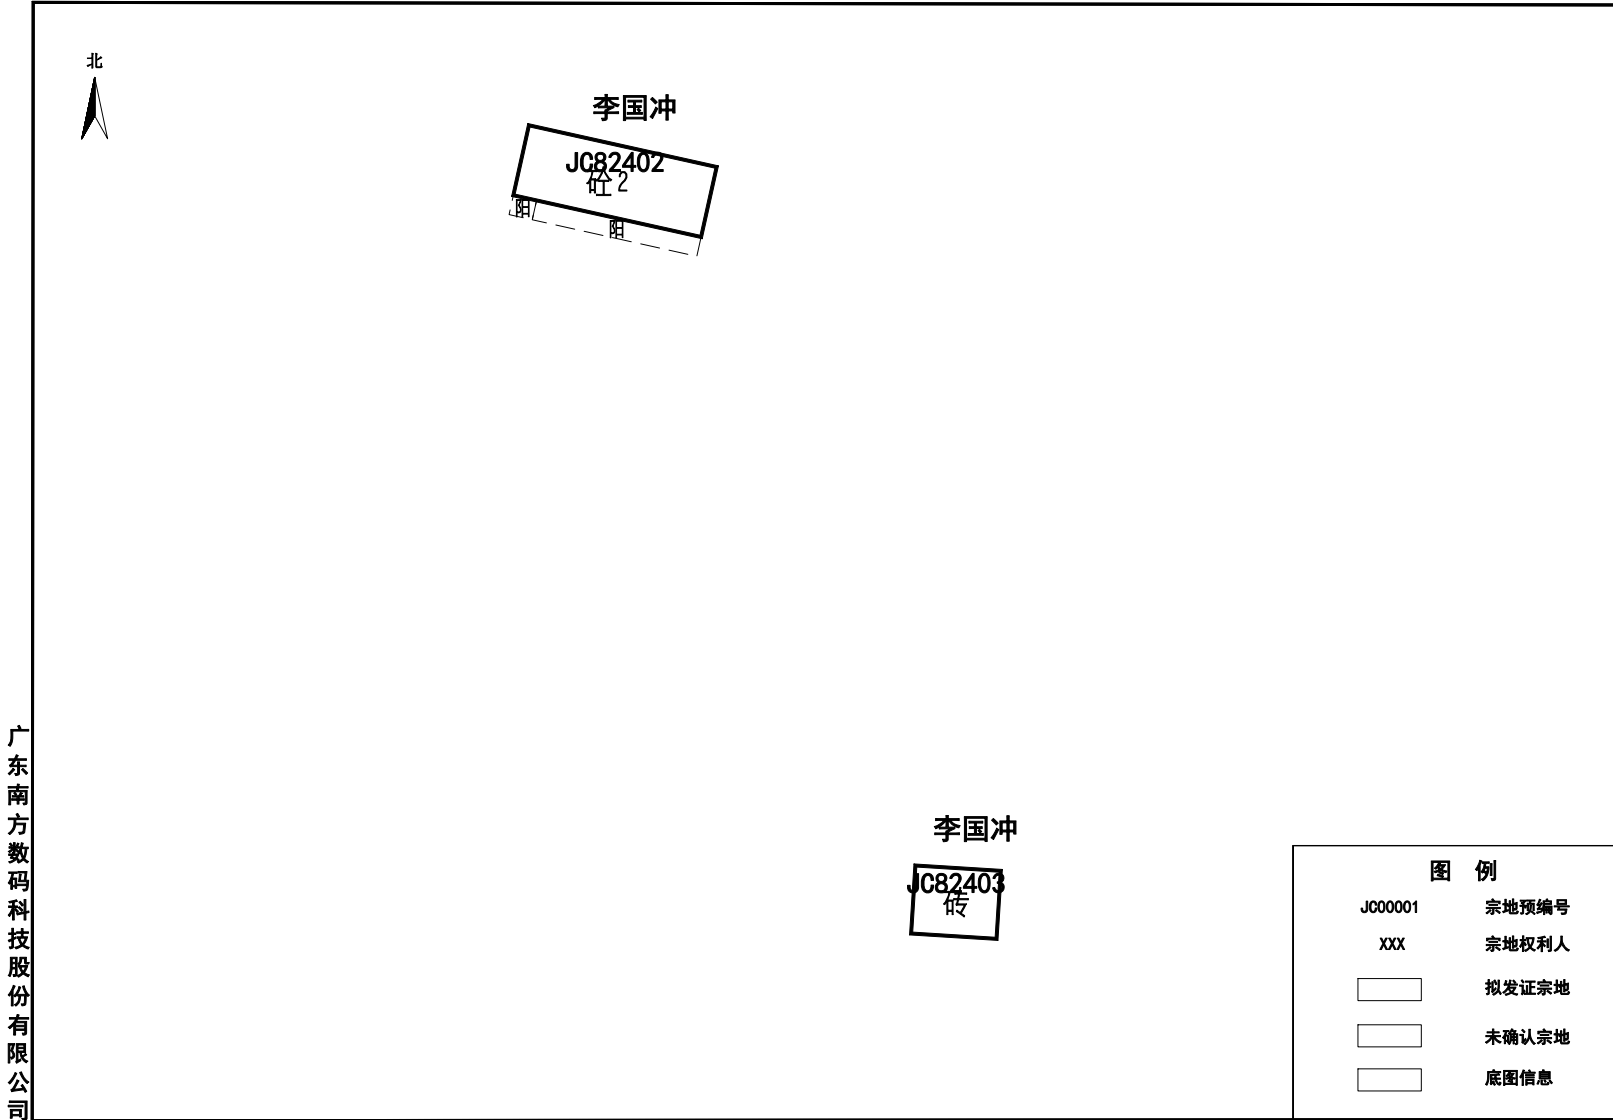 北
李国冲
JC82402
砼2
阳
阳
李国冲
JC82403
砖
广东南方数码科技股份有限公司
图 例
JC00001 宗地预编号
XXX 宗地权利人
拟发证宗地
未确认宗地
底图信息